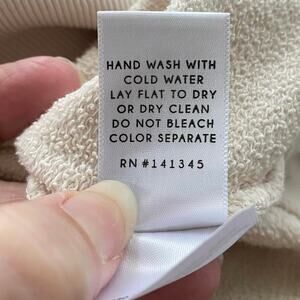 HAND WASH WITH
COLD WATER
LAY FLAT TO DRY
OR DRY CLEAN
DO NOT BLEACH
COLOR SEPARATE
RN #141345